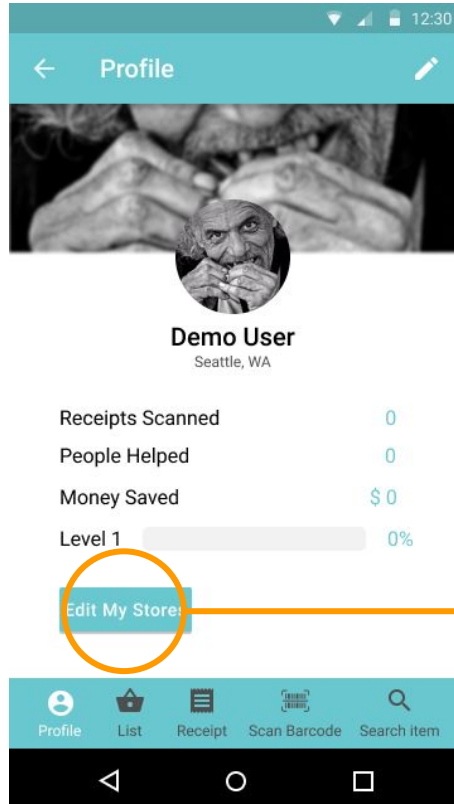 12:30
Profile
Demo User
Seattle, WA
Receipts Scanned 0
People Helped 0
Money Saved $ 0
Level 1 0%
Edit My Stores
Profile List Receipt Scan Barcode Search item